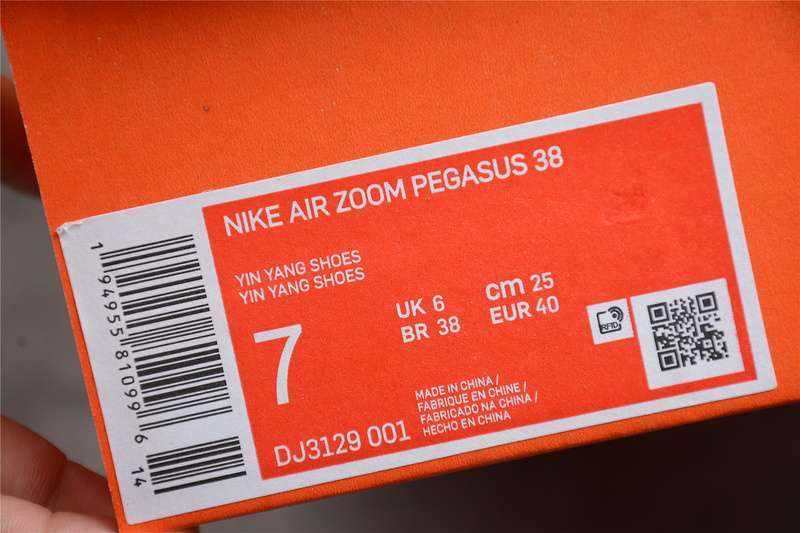 NIKE AIR ZOOM PEGASUS 38
YIN YANG SHOES
YIN YANG SHOES
7
UK 6
BR 38
cm 25
EUR 40
RFID
MADE IN CHINA /
FABRIQUE EN CHINE /
FABRICADO NA CHINA /
HECHO EN CHINA
DJ3129 001
1 94955 81099 6 14